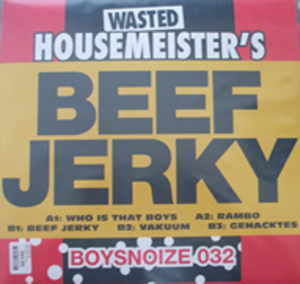 WASTED
HOUSEMEISTER'S
BEEF
JERKY
A1: WHO IS THAT BOYS A2: RAMBO
B1: BEEF JERKY B2: VAKUUM B3: GEHACKTES
BOYSNOIZE 032